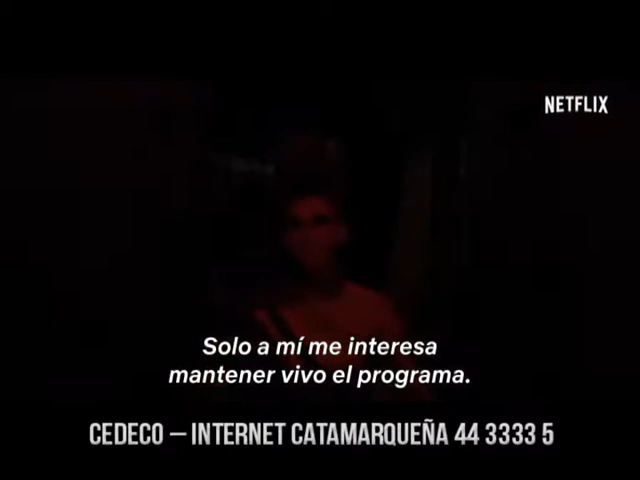 NETFLIX
Solo a mí me interesa
mantener vivo el programa.
CEDECO – INTERNET CATAMARQUEÑA 44 3333 5